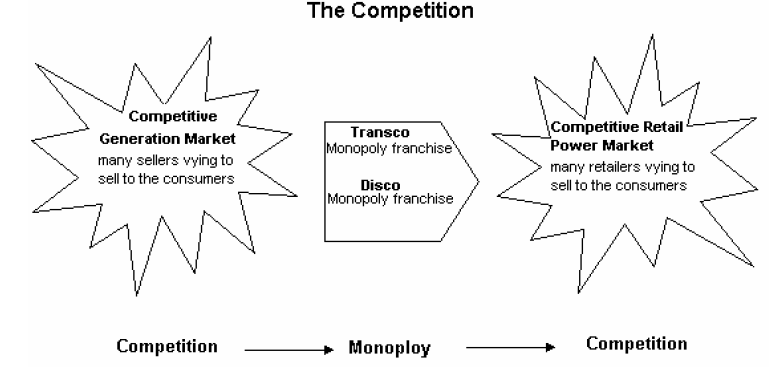 The Competition
Competitive
Generation Market
many sellers vying to
sell to the consumers
Transco
Monopoly franchise
Disco
Monopoly franchise
Competitive Retail
Power Market
many retailers vying to
sell to the consumers
Competition
Monoploy
Competition